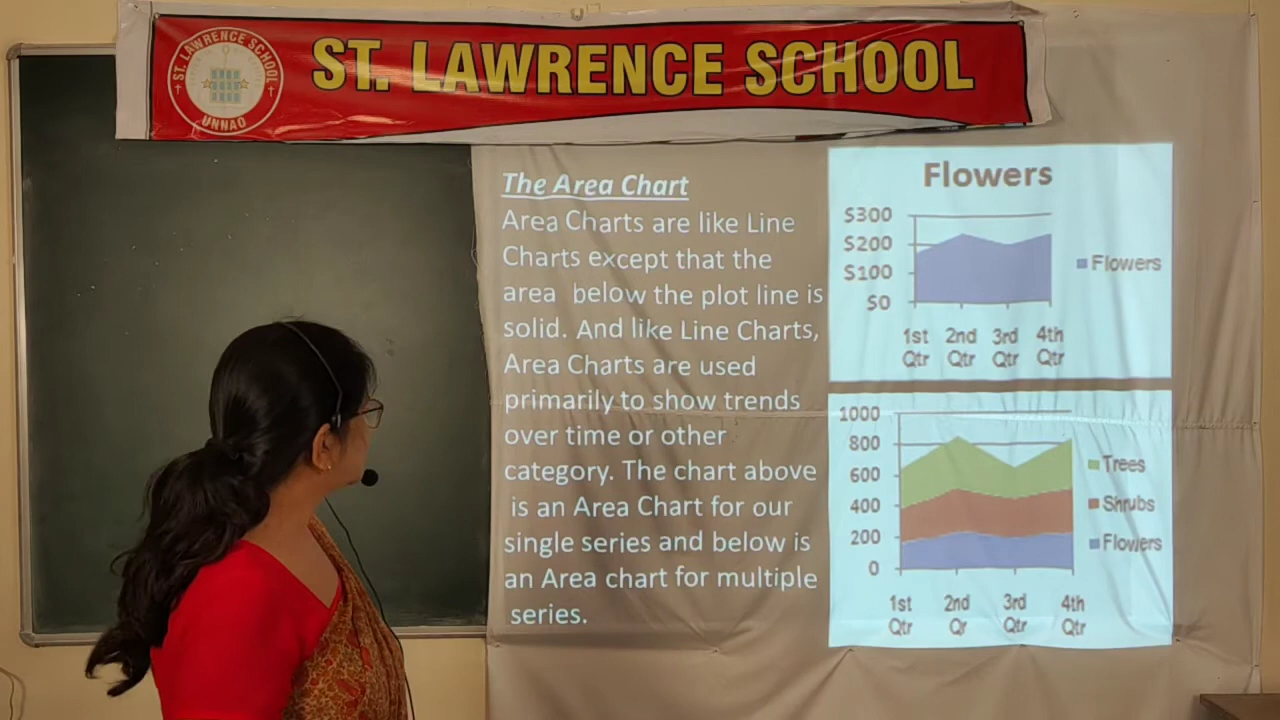 ST. LAWRENCE SCHOOL
ST. LAWRENCE SCHOOL
UNNAO
The Area Chart
Area Charts are like Line
Charts except that the
area below the plot line is
solid. And like Line Charts,
Area Charts are used
primarily to show trends
over time or other
category. The chart above
is an Area Chart for our
single series and below is
an Area chart for multiple
series.
Flowers
$300
$200
$100
$0
Flowers
1st 2nd 3rd 4th
Qtr Qtr Qtr Qtr
1000
800
600
400
200
0
Trees
Shrubs
Flowers
1st 2nd 3rd 4th
Qtr Qr Qtr Qtr